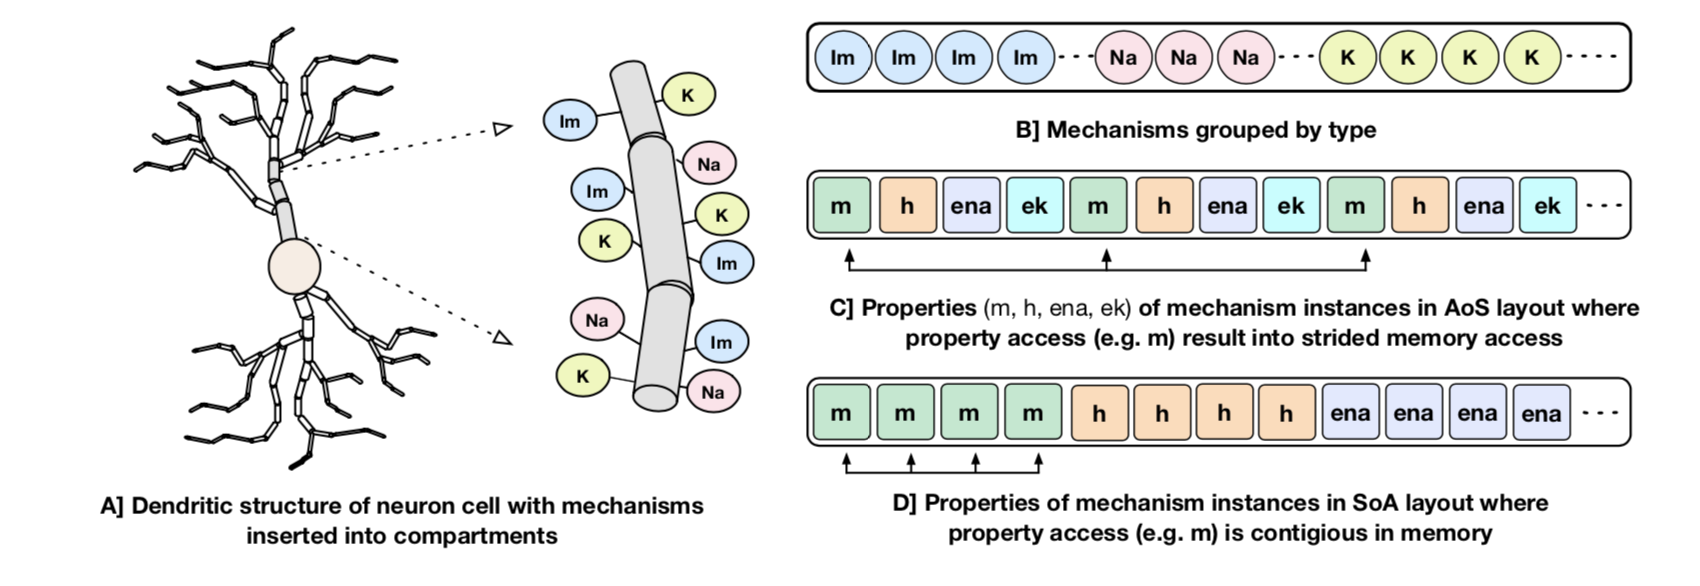 K
Im
Na
Im
K
K
Im
Na
Im
K
Na
A] Dendritic structure of neuron cell with mechanisms
inserted into compartments
Im Im Im Im Na Na Na K K K K
B] Mechanisms grouped by type
m h ena ek m h ena ek m h ena ek
C] Properties (m, h, ena, ek) of mechanism instances in AoS layout where
property access (e.g. m) result into strided memory access
m m m m h h h h ena ena ena ena
D] Properties of mechanism instances in SoA layout where
property access (e.g. m) is contigious in memory